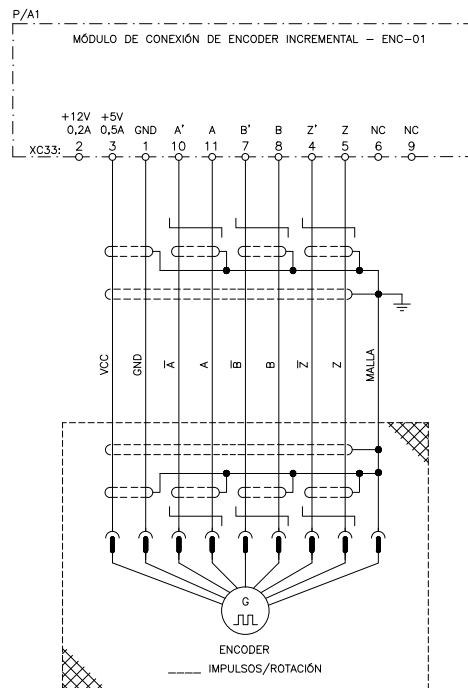 P/A1
MÓDULO DE CONEXIÓN DE ENCODER INCREMENTAL – ENC-01
+12V +5V
0,2A 0,5A GND A' A B' B Z' Z NC NC
XC33: 2 3 1 10 11 7 8 4 5 6 9
VCC GND A̅ A B̅ B Z̅ Z MALLA
G
ENCODER
____ IMPULSOS/ROTACIÓN